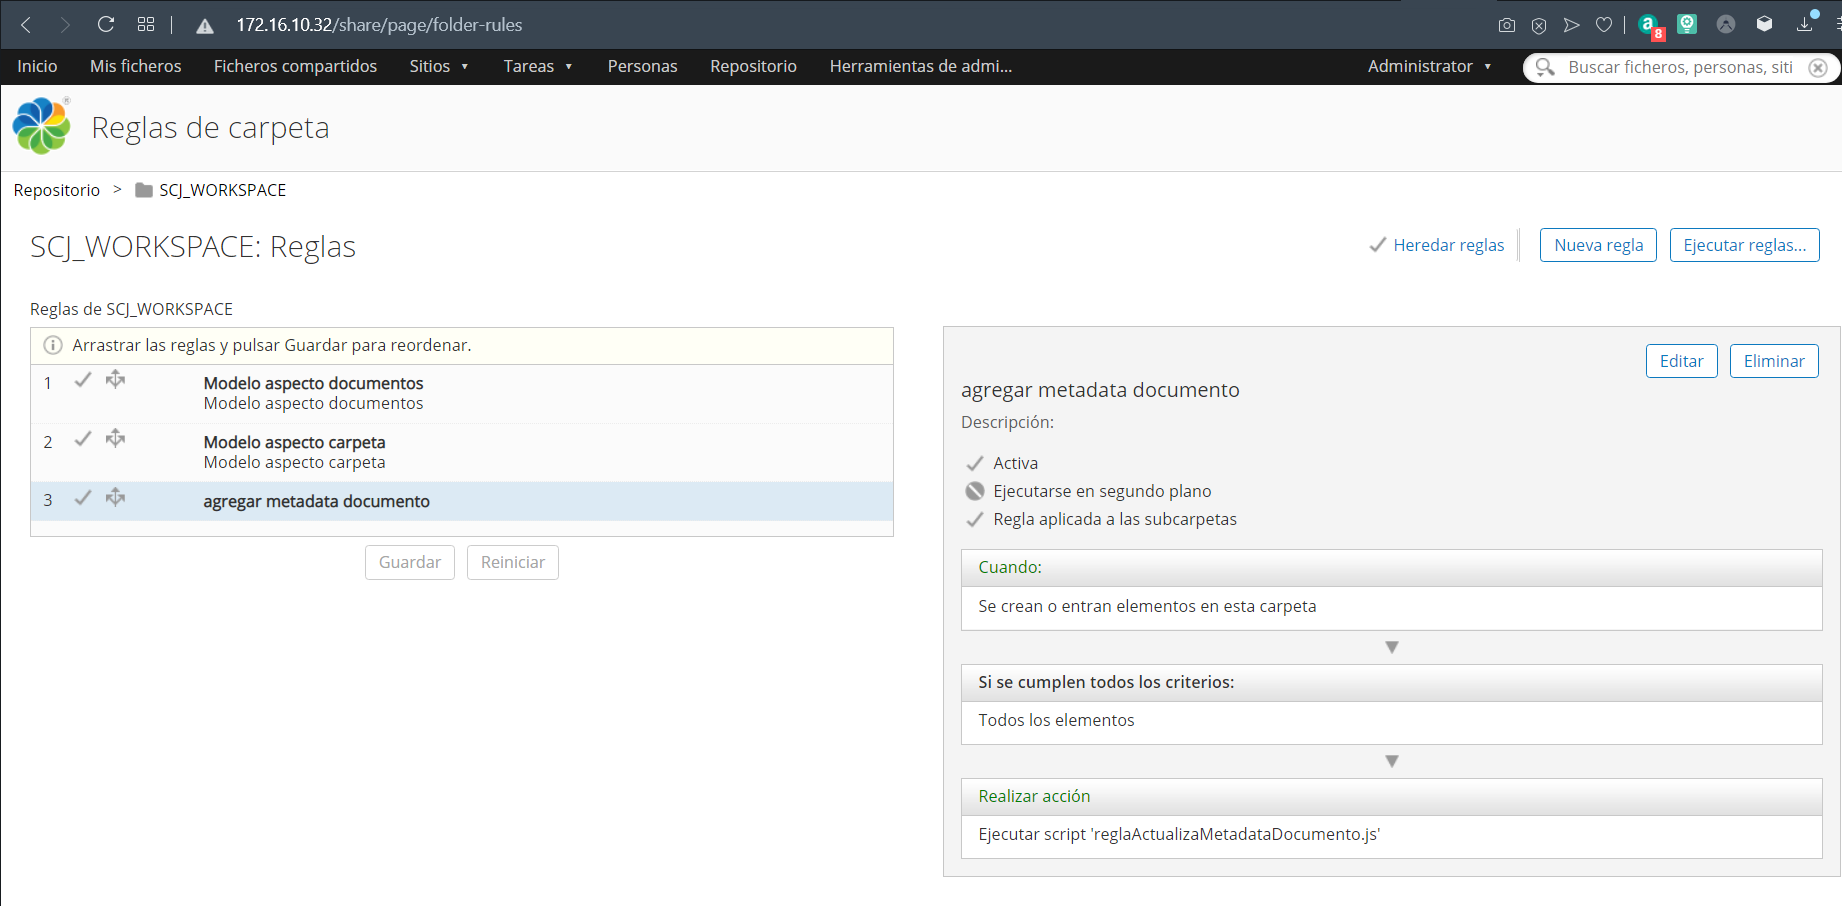 172.16.10.32/share/page/folder-rules
8
Inicio Mis ficheros Ficheros compartidos Sitios Tareas Personas Repositorio Herramientas de admi... Administrator Buscar ficheros, personas, siti
Reglas de carpeta
Repositorio > SCJ_WORKSPACE
SCJ_WORKSPACE: Reglas
Heredar reglas Nueva regla Ejecutar reglas...
Reglas de SCJ_WORKSPACE
Arrastrar las reglas y pulsar Guardar para reordenar.
1 Modelo aspecto documentos
Modelo aspecto documentos
2 Modelo aspecto carpeta
Modelo aspecto carpeta
3 agregar metadata documento
Guardar Reiniciar
Editar Eliminar
agregar metadata documento
Descripción:
Activa
Ejecutarse en segundo plano
Regla aplicada a las subcarpetas
Cuando:
Se crean o entran elementos en esta carpeta
Si se cumplen todos los criterios:
Todos los elementos
Realizar acción
Ejecutar script 'reglaActualizaMetadataDocumento.js'